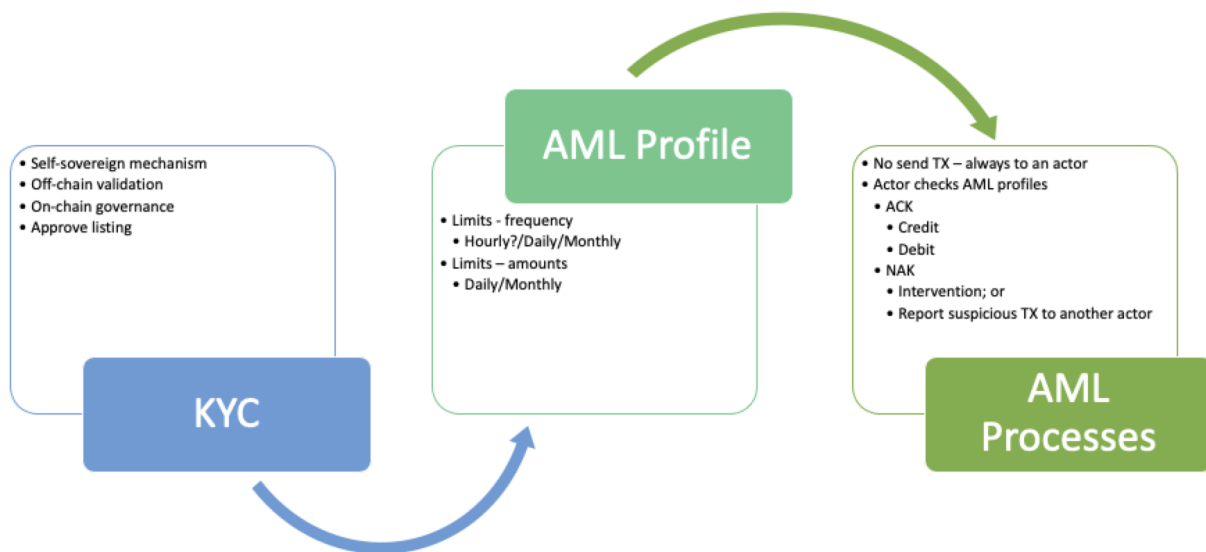 • Self-sovereign mechanism
• Off-chain validation
• On-chain governance
• Approve listing
KYC
AML Profile
• Limits - frequency
• Hourly?/Daily/Monthly
• Limits – amounts
• Daily/Monthly
• No send TX – always to an actor
• Actor checks AML profiles
• ACK
• Credit
• Debit
• NAK
• Intervention; or
• Report suspicious TX to another actor
AML
Processes